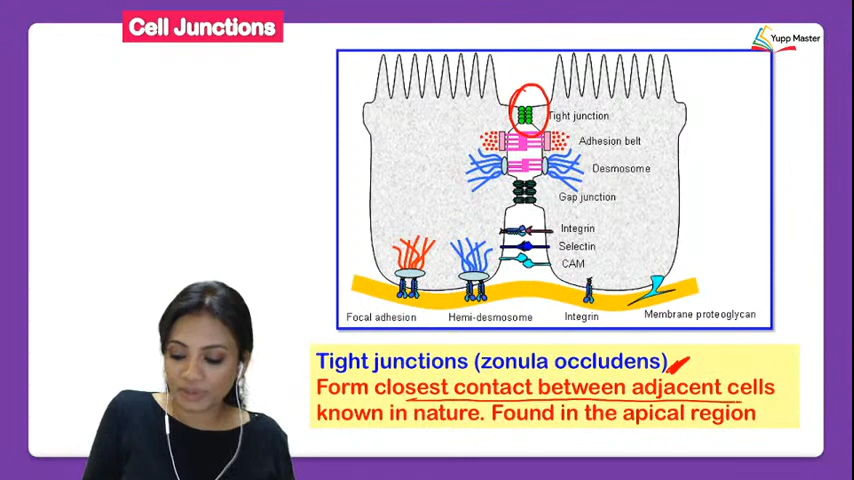 Cell Junctions
Yupp Master
Tight junction
Adhesion belt
Desmosome
Gap junction
Integrin
Selectin
CAM
Focal adhesion
Hemi-desmosome
Integrin
Membrane proteoglycan
Tight junctions (zonula occludens)
Form closest contact between adjacent cells
known in nature. Found in the apical region